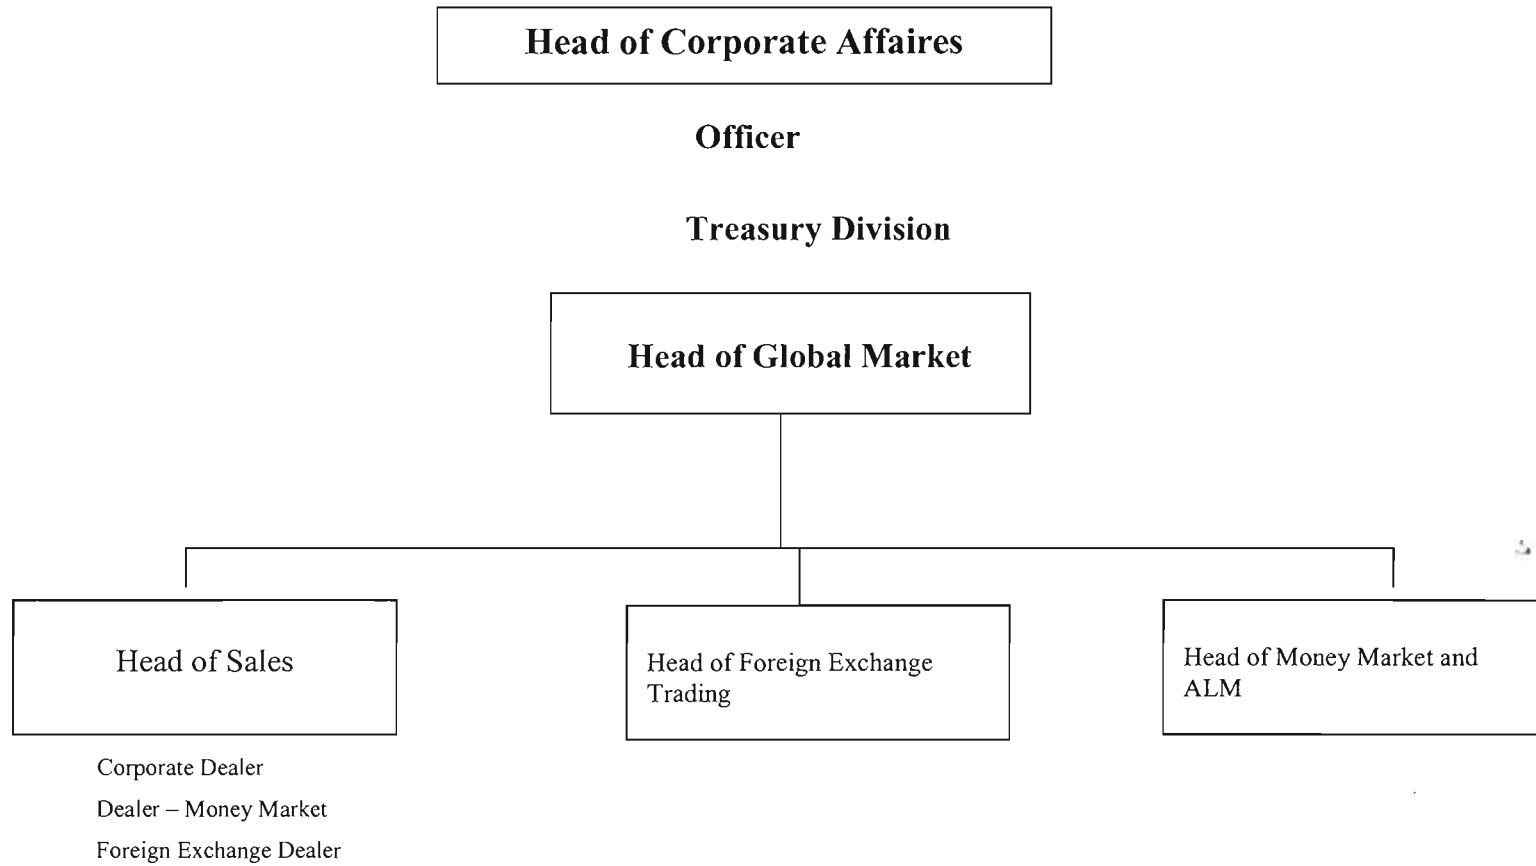 Head of Corporate Affaires
Officer
Treasury Division
Head of Global Market
Head of Sales
Head of Foreign Exchange
Trading
Head of Money Market and
ALM
Corporate Dealer
Dealer – Money Market
Foreign Exchange Dealer